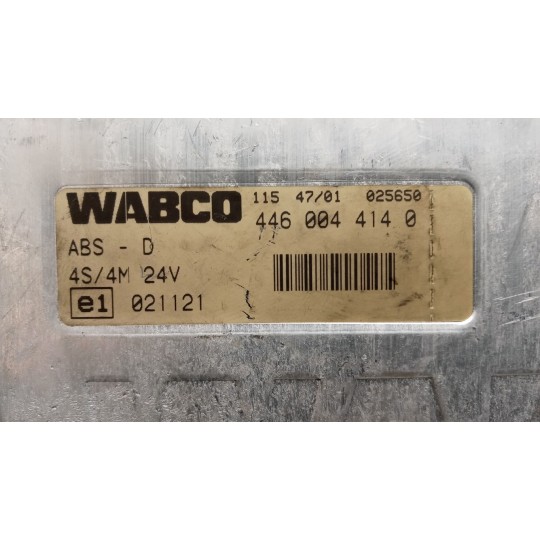 WABCO 115 47/01 025650
446 004 414 0
ABS - D
4S/4M 24V
e1 021121